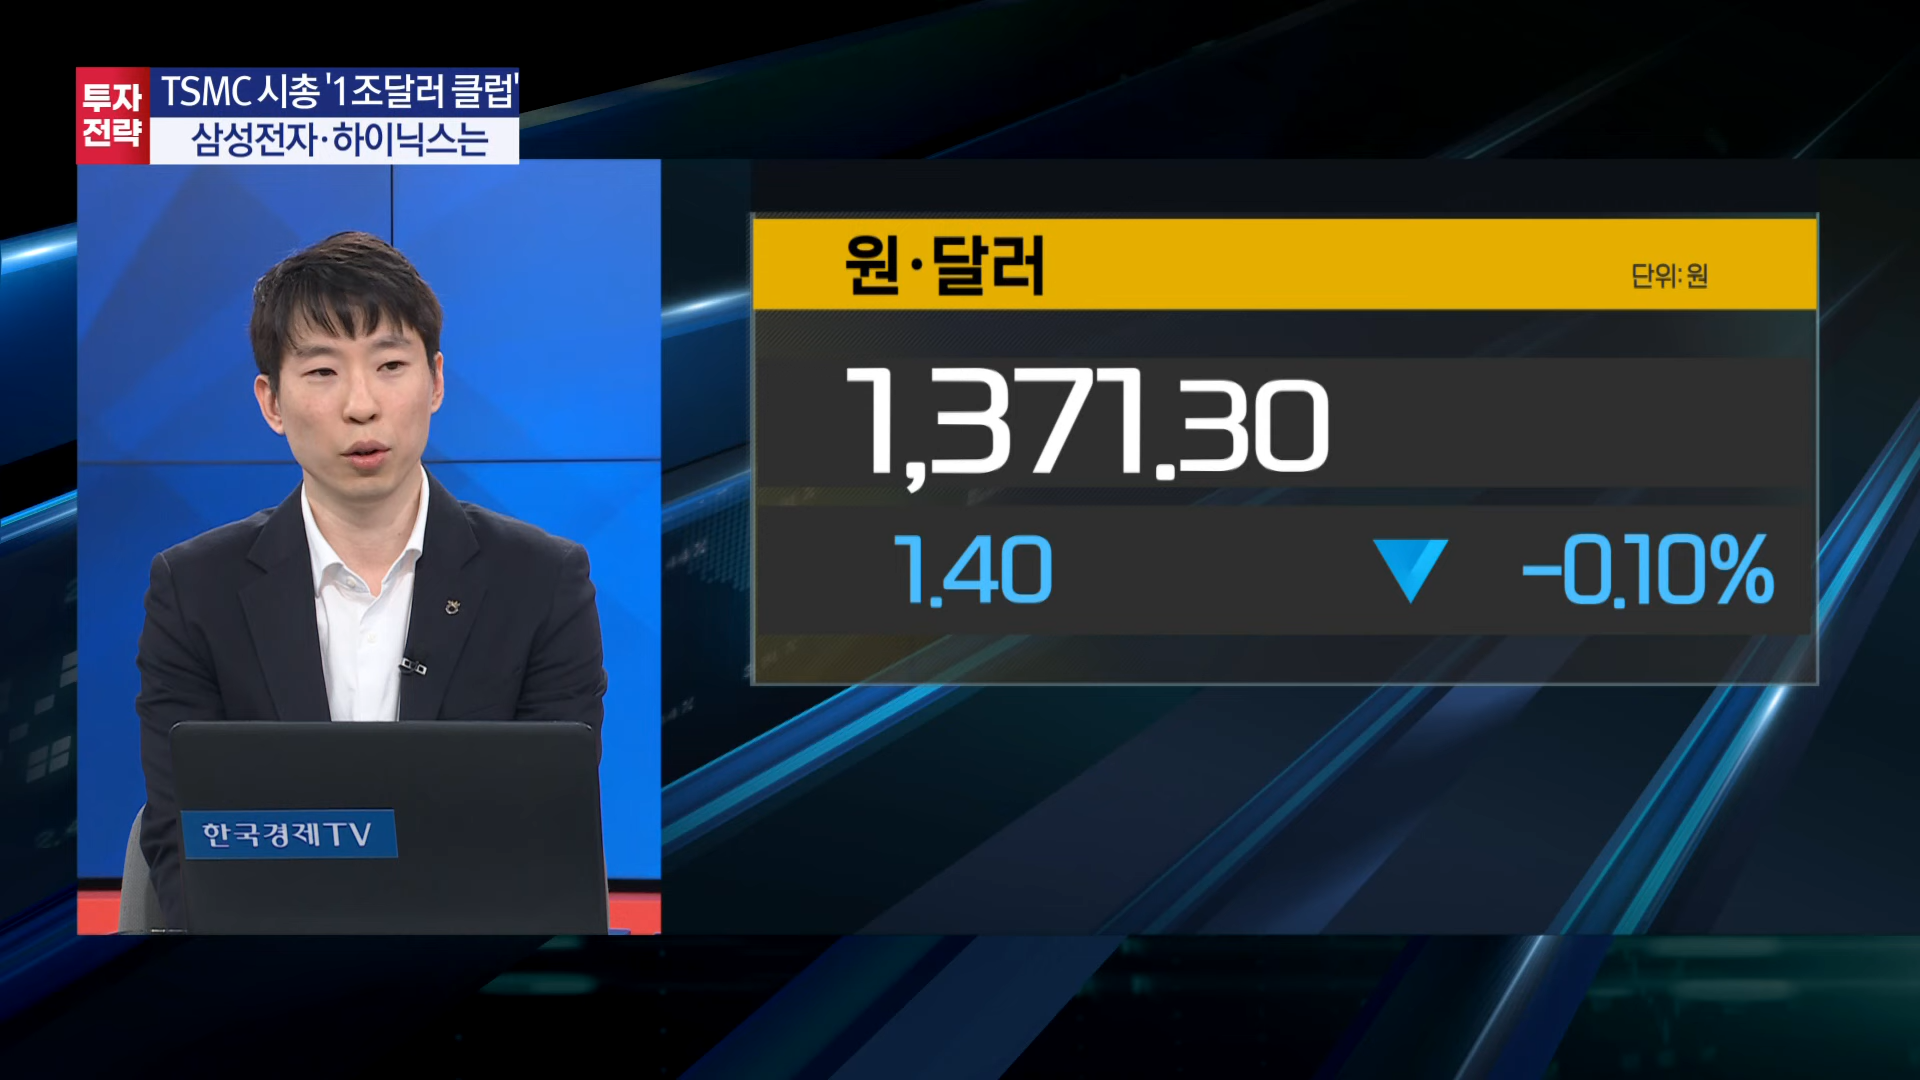 투자
전략
TSMC 시총 '1조달러 클럽'
삼성전자·하이닉스는
원·달러
단위:원
1,371.30
1.40 ▼ -0.10%
한국경제TV